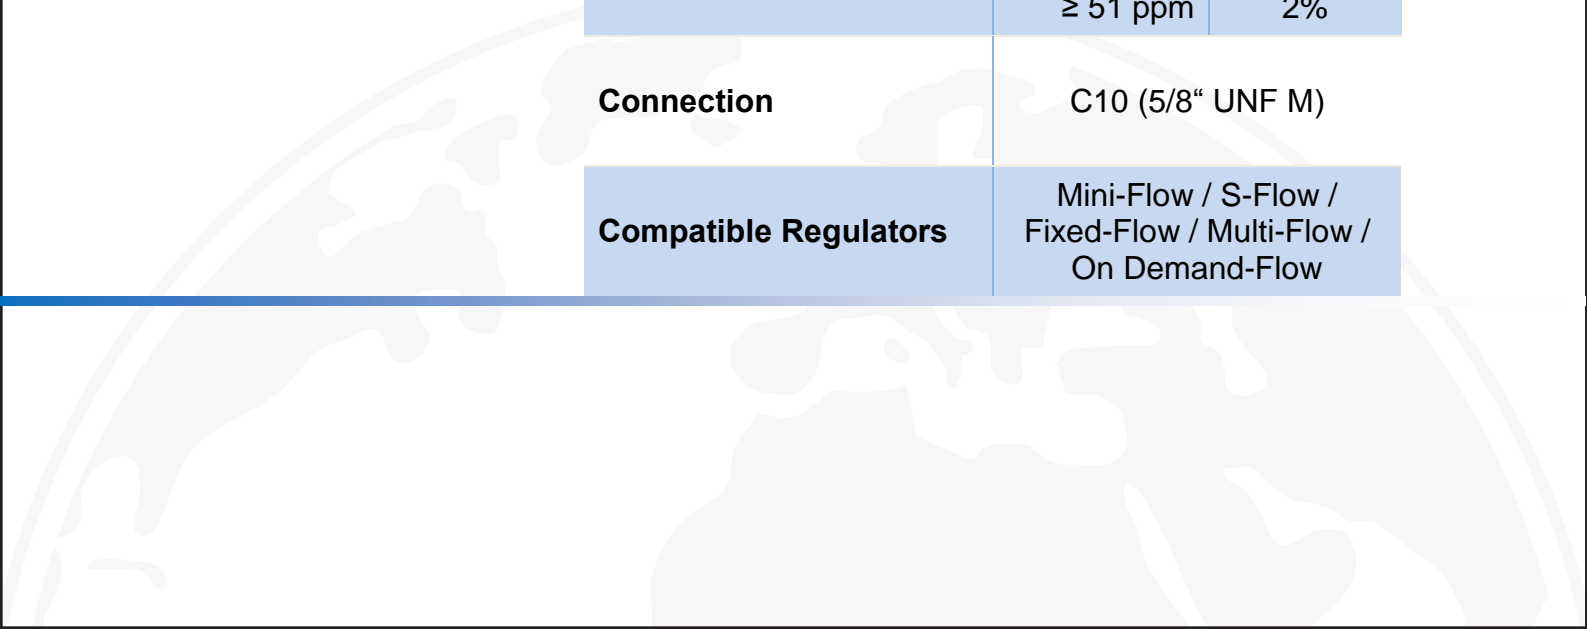 ≥ 51 ppm 2%
Connection C10 (5/8“ UNF M)
Mini-Flow / S-Flow /
Compatible Regulators Fixed-Flow / Multi-Flow /
On Demand-Flow